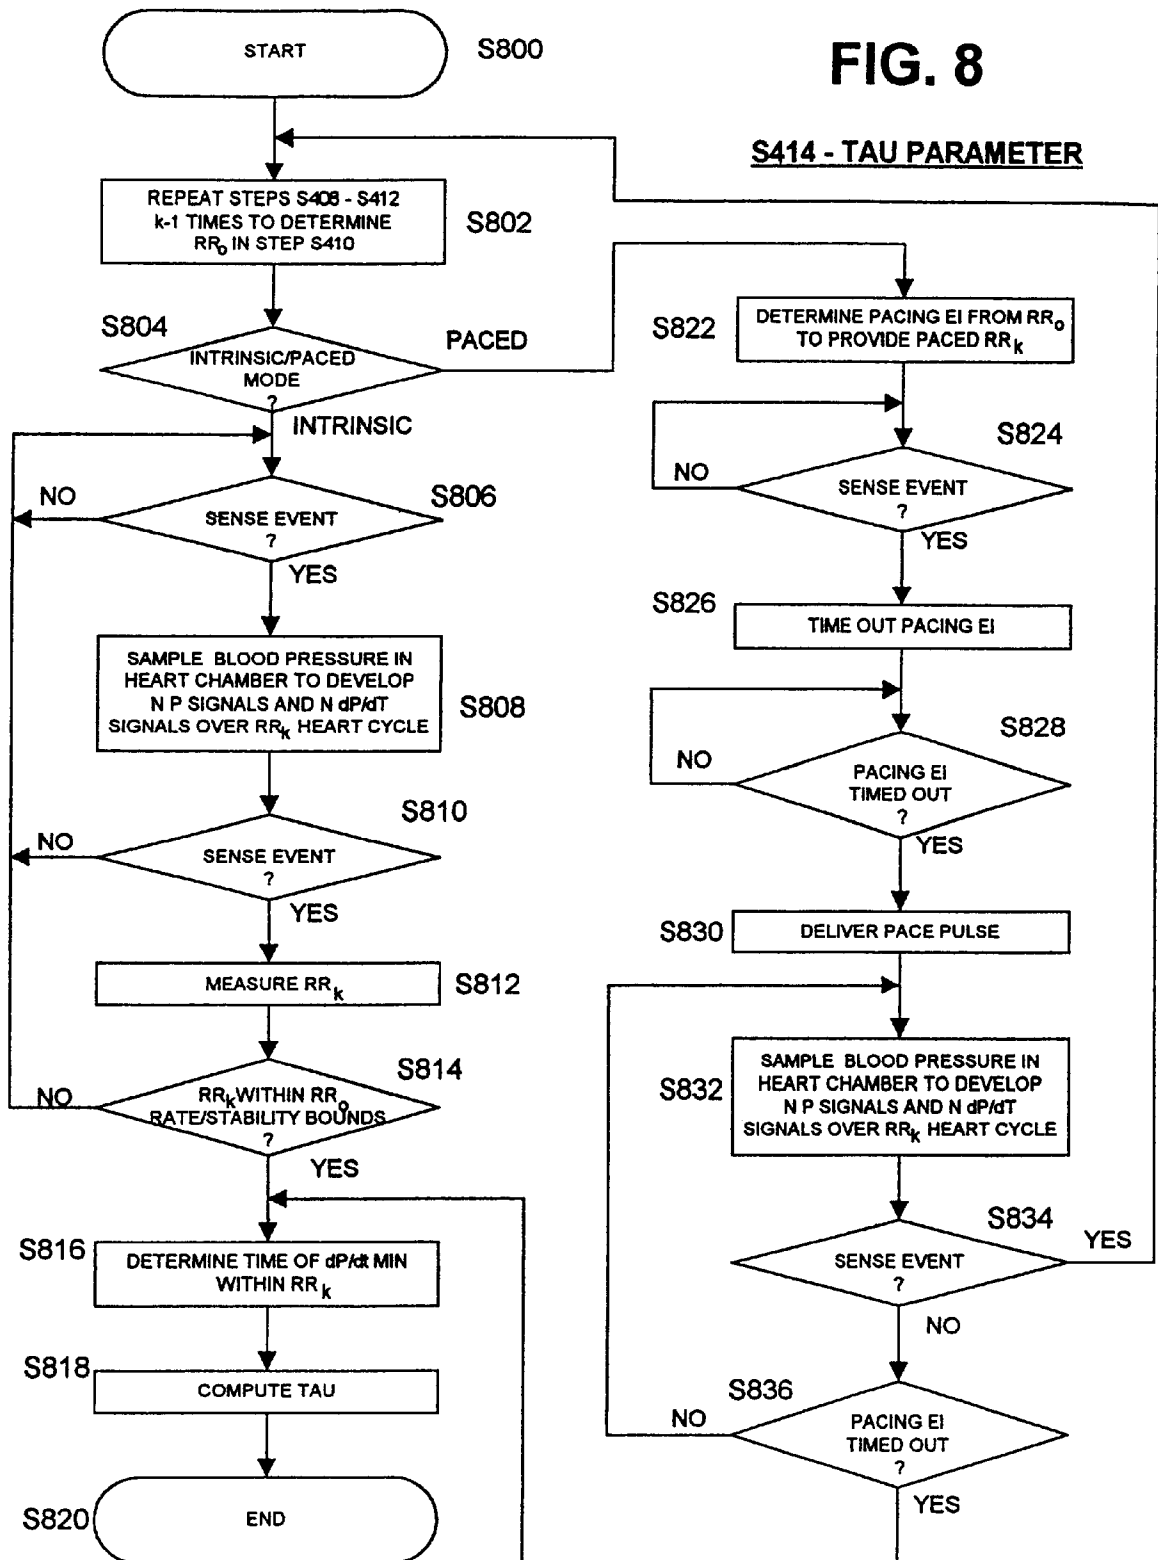 FIG. 8
S414 - TAU PARAMETER
START
S800
REPEAT STEPS S408 - S412
k-1 TIMES TO DETERMINE
RRo IN STEP S410
S802
S804
INTRINSIC/PACED
MODE
?
PACED
INTRINSIC
NO
S806
SENSE EVENT
?
YES
SAMPLE BLOOD PRESSURE IN
HEART CHAMBER TO DEVELOP
N P SIGNALS AND N dP/dT
SIGNALS OVER RRk HEART CYCLE
S808
S810
NO
SENSE EVENT
?
YES
MEASURE RRk
S812
S814
NO
RRk WITHIN RRo
RATE/STABILITY BOUNDS
?
YES
S816
DETERMINE TIME OF dP/dt MIN
WITHIN RRk
S818
COMPUTE TAU
S820
END
S822
DETERMINE PACING EI FROM RRo
TO PROVIDE PACED RRk
S824
NO
SENSE EVENT
?
YES
S826
TIME OUT PACING EI
S828
NO
PACING EI
TIMED OUT
?
YES
S830
DELIVER PACE PULSE
S832
SAMPLE BLOOD PRESSURE IN
HEART CHAMBER TO DEVELOP
N P SIGNALS AND N dP/dT
SIGNALS OVER RRk HEART CYCLE
S834
YES
SENSE EVENT
?
NO
S836
NO
PACING EI
TIMED OUT
?
YES